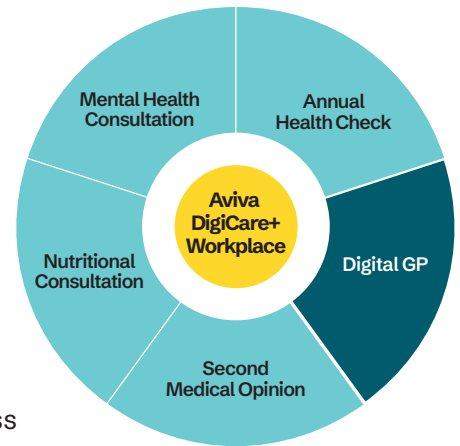 Mental Health
Consultation
Annual
Health Check
Aviva
DigiCare+
Workplace
Nutritional
Consultation
Digital GP
Second
Medical Opinion